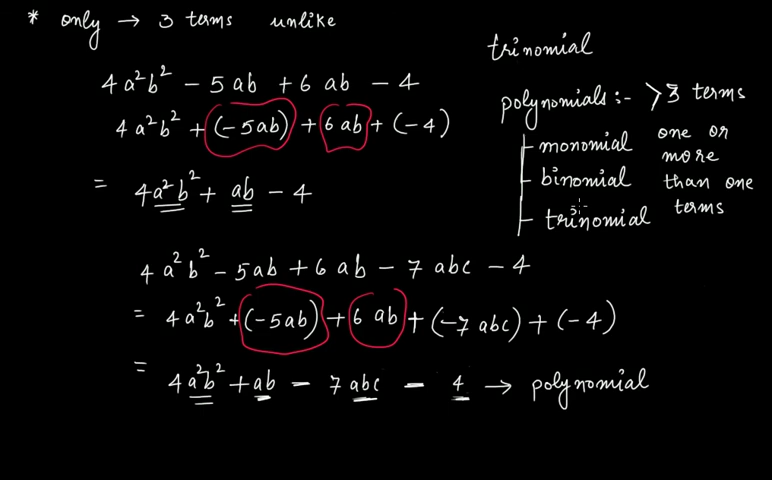 * only → 3 terms unlike
4a²b² − 5ab + 6ab − 4
4a²b² + (−5ab) + 6ab + (−4)
= 4a²b² + ab − 4
trinomial
polynomials :- >3 terms
monomial
binomial
trinomial
one or
more
than one
terms
4a²b² − 5ab + 6ab − 7abc − 4
= 4a²b² + (−5ab) + 6ab + (−7abc) + (−4)
=
4a²b² + ab − 7abc − 4 → polynomial